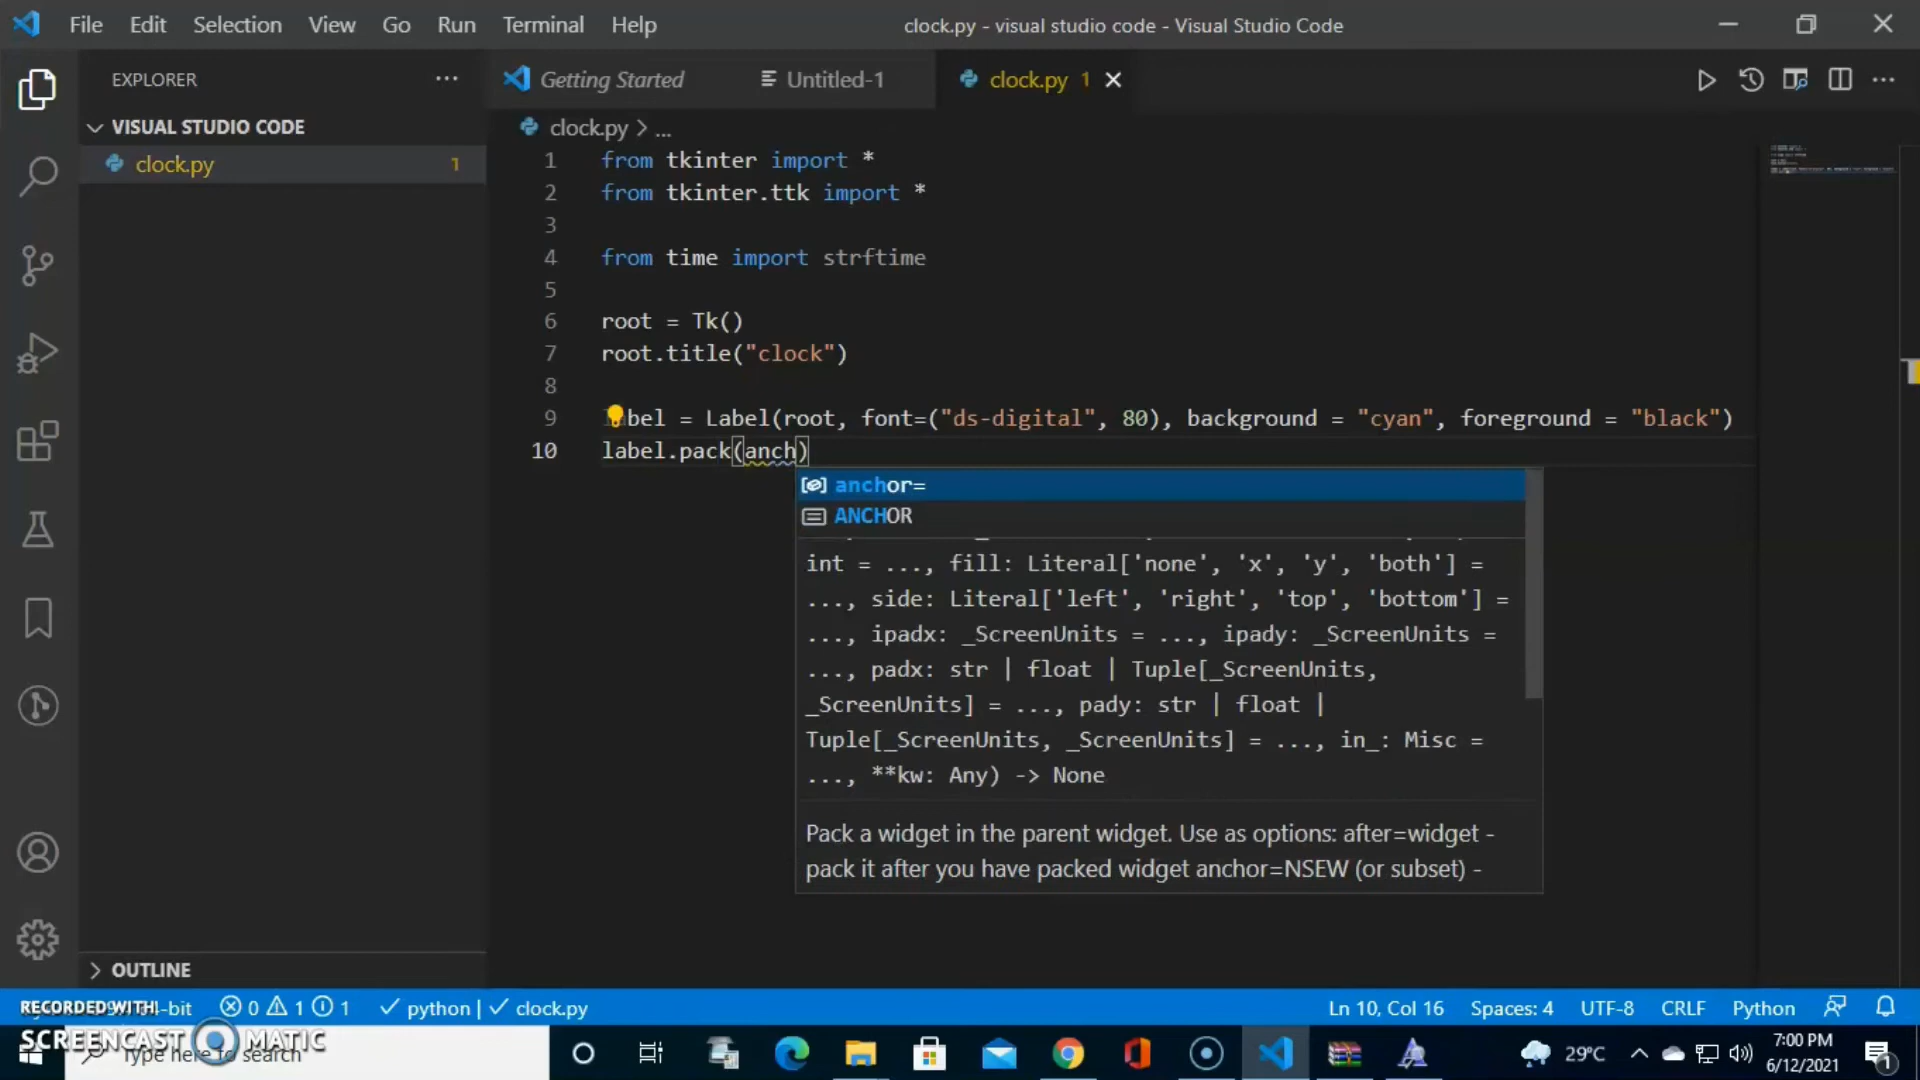 File Edit Selection View Go Run Terminal Help
clock.py - visual studio code - Visual Studio Code
EXPLORER
VISUAL STUDIO CODE
clock.py 1
OUTLINE
Getting Started
Untitled-1
clock.py 1
clock.py > ...
1 from tkinter import *
2 from tkinter.ttk import *
3
4 from time import strftime
5
6 root = Tk()
7 root.title("clock")
8
9 label = Label(root, font=("ds-digital", 80), background = "cyan", foreground = "black")
10 label.pack(anch)
anchor=
ANCHOR
int = ..., fill: Literal['none', 'x', 'y', 'both'] =
..., side: Literal['left', 'right', 'top', 'bottom'] =
..., ipadx: _ScreenUnits = ..., ipady: _ScreenUnits =
..., padx: str | float | Tuple[_ScreenUnits,
_ScreenUnits] = ..., pady: str | float |
Tuple[_ScreenUnits, _ScreenUnits] = ..., in_: Misc =
..., **kw: Any) -> None
Pack a widget in the parent widget. Use as options: after=widget -
pack it after you have packed widget anchor=NSEW (or subset) -
RECORDED WITH -bit 0 1 1 python | clock.py
Ln 10, Col 16 Spaces: 4 UTF-8 CRLF Python
SCREENCAST MATIC
Type here to search
29°C
7:00 PM
6/12/2021
1